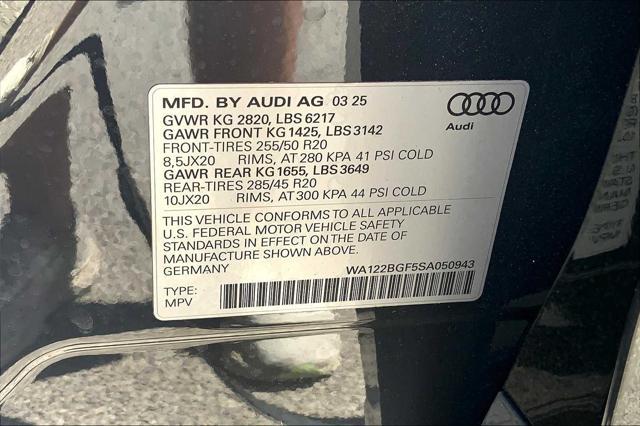 MFD. BY AUDI AG 03 25
GVWR KG 2820, LBS 6217
GAWR FRONT KG 1425, LBS 3142
FRONT-TIRES 255/50 R20
8,5JX20 RIMS, AT 280 KPA 41 PSI COLD
GAWR REAR KG 1655, LBS 3649
REAR-TIRES 285/45 R20
10JX20 RIMS, AT 300 KPA 44 PSI COLD
Audi
THIS VEHICLE CONFORMS TO ALL APPLICABLE
U.S. FEDERAL MOTOR VEHICLE SAFETY
STANDARDS IN EFFECT ON THE DATE OF
MANUFACTURE SHOWN ABOVE.
GERMANY WA122BGF5SA050943
TYPE:
MPV